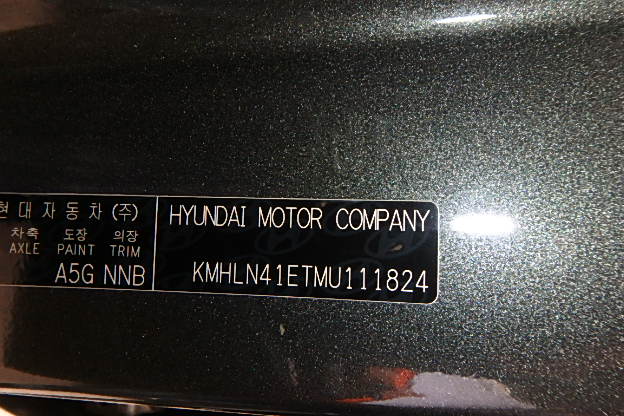 현대자동차 (주)
차축 도장 의장
AXLE PAINT TRIM
A5G NNB
HYUNDAI MOTOR COMPANY
KMHLN41ETMU111824